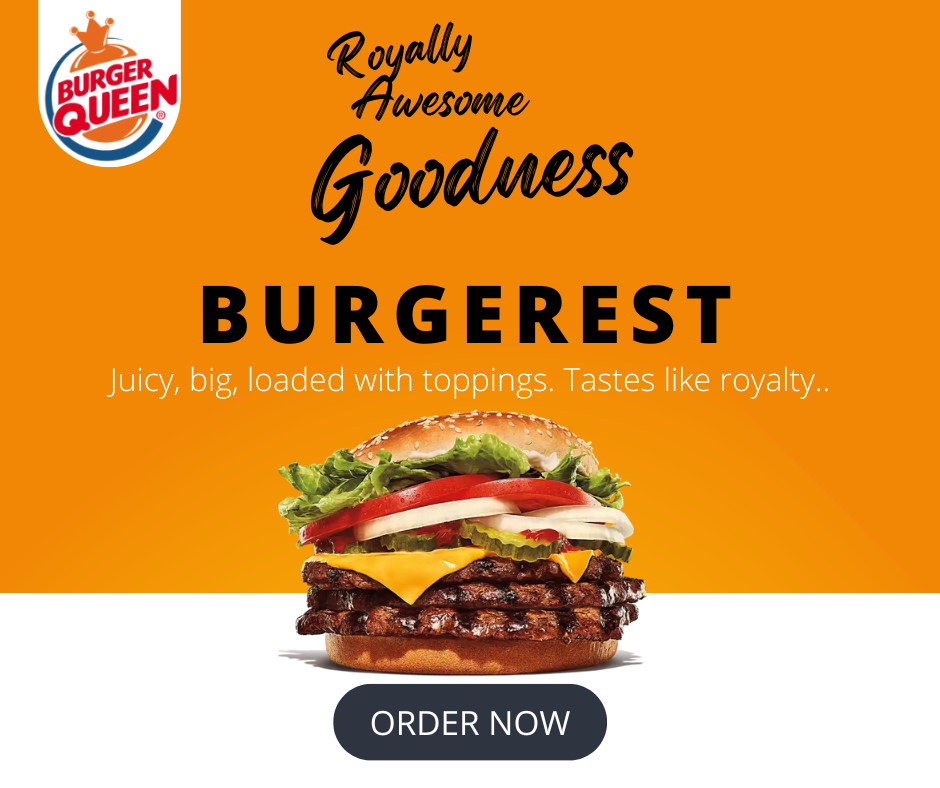 BURGER
QUEEN®
Royally
Awesome
Goodness
BURGEREST
Juicy, big, loaded with toppings. Tastes like royalty..
ORDER NOW